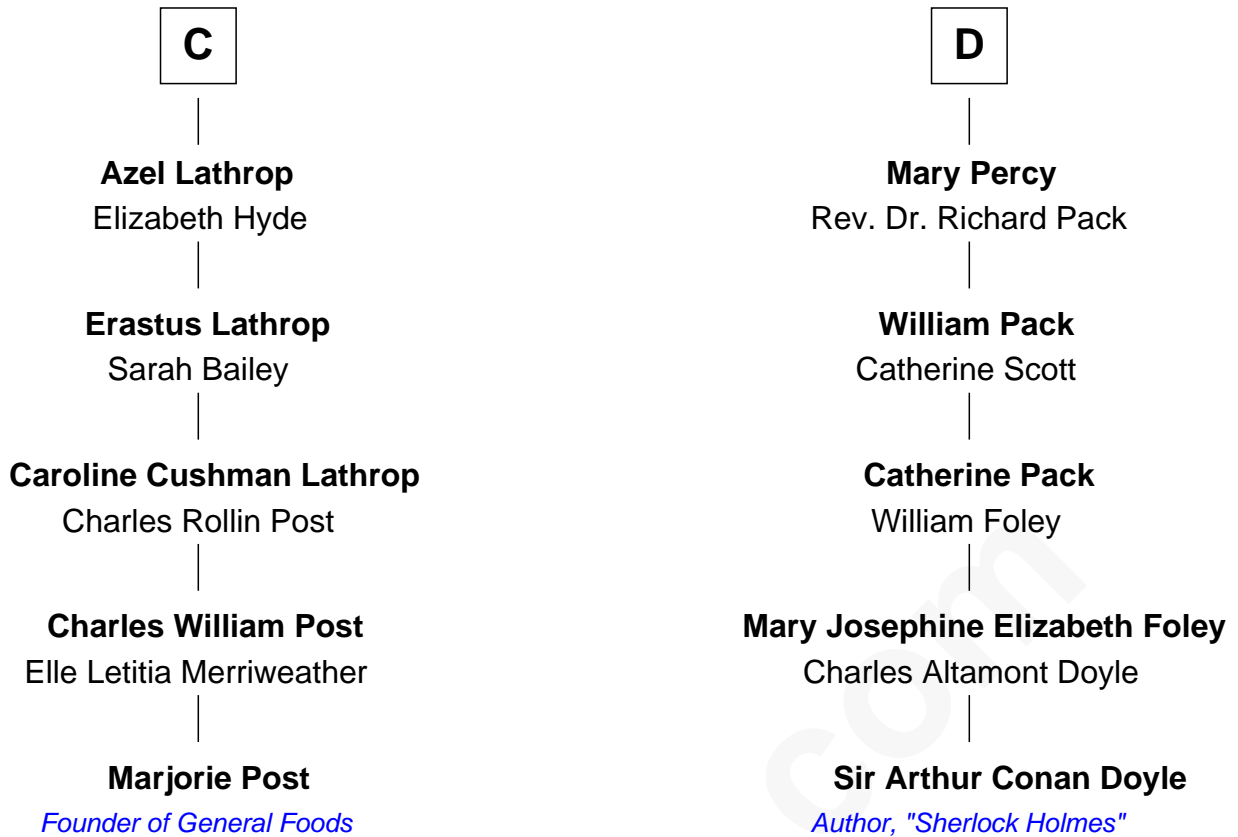 C
Azel Lathrop
Elizabeth Hyde
Erastus Lathrop
Sarah Bailey
Caroline Cushman Lathrop
Charles Rollin Post
Charles William Post
Elle Letitia Merriweather
Marjorie Post
Founder of General Foods
D
Mary Percy
Rev. Dr. Richard Pack
William Pack
Catherine Scott
Catherine Pack
William Foley
Mary Josephine Elizabeth Foley
Charles Altamont Doyle
Sir Arthur Conan Doyle
Author, "Sherlock Holmes"
com